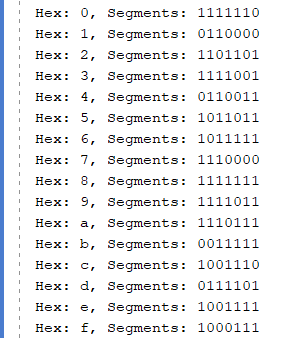 Hex: 0, Segments: 1111110
Hex: 1, Segments: 0110000
Hex: 2, Segments: 1101101
Hex: 3, Segments: 1111001
Hex: 4, Segments: 0110011
Hex: 5, Segments: 1011011
Hex: 6, Segments: 1011111
Hex: 7, Segments: 1110000
Hex: 8, Segments: 1111111
Hex: 9, Segments: 1111011
Hex: a, Segments: 1110111
Hex: b, Segments: 0011111
Hex: c, Segments: 1001110
Hex: d, Segments: 0111101
Hex: e, Segments: 1001111
Hex: f, Segments: 1000111